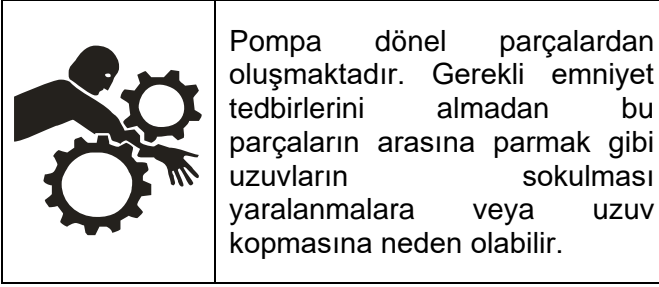 Pompa dönel parçalardan
oluşmaktadır. Gerekli emniyet
tedbirlerini almadan bu
parçaların arasına parmak gibi
uzuvların sokulması
yaralanmalara veya uzuv
kopmasına neden olabilir.